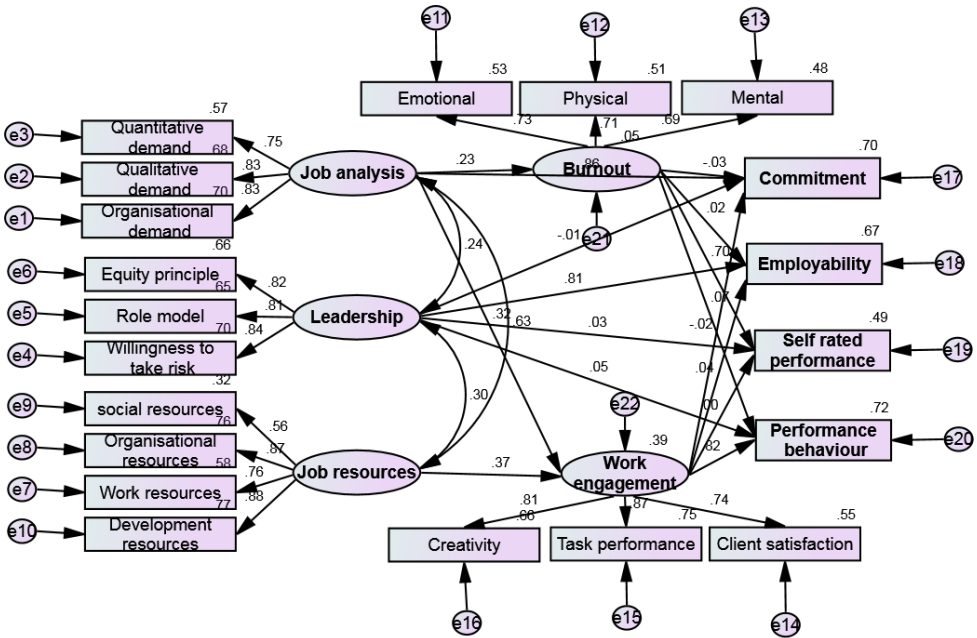 e11
e12
e13
.53
.51
.48
Emotional
Physical
Mental
.57
.73
.71
.69
.05
e3
Quantitative
demand
.68
.75
.70
e2
Qualitative
demand
.70
.83
Job analysis
.23
.86
Burnout
-.03
Commitment
e17
e1
Organisational
demand
.83
.02
.66
.24
-.01
e21
.70
.67
e6
Equity principle
.65
.82
.81
Employability
e18
e5
Role model
.70
.81
Leadership
.32
.63
.03
.07
-.02
.49
e4
Willingness to
take risk
.84
Self rated
performance
e19
.32
.30
.05
.04
e9
social resources
.76
.56
e22
.00
.72
e8
Organisational
resources
.58
.87
.39
.82
Performance
behaviour
e20
e7
Work resources
.77
.76
Job resources
.37
Work
engagement
e10
Development
resources
.88
.81
.66
.87
.75
.74
.55
Creativity
Task performance
Client satisfaction
e16
e15
e14